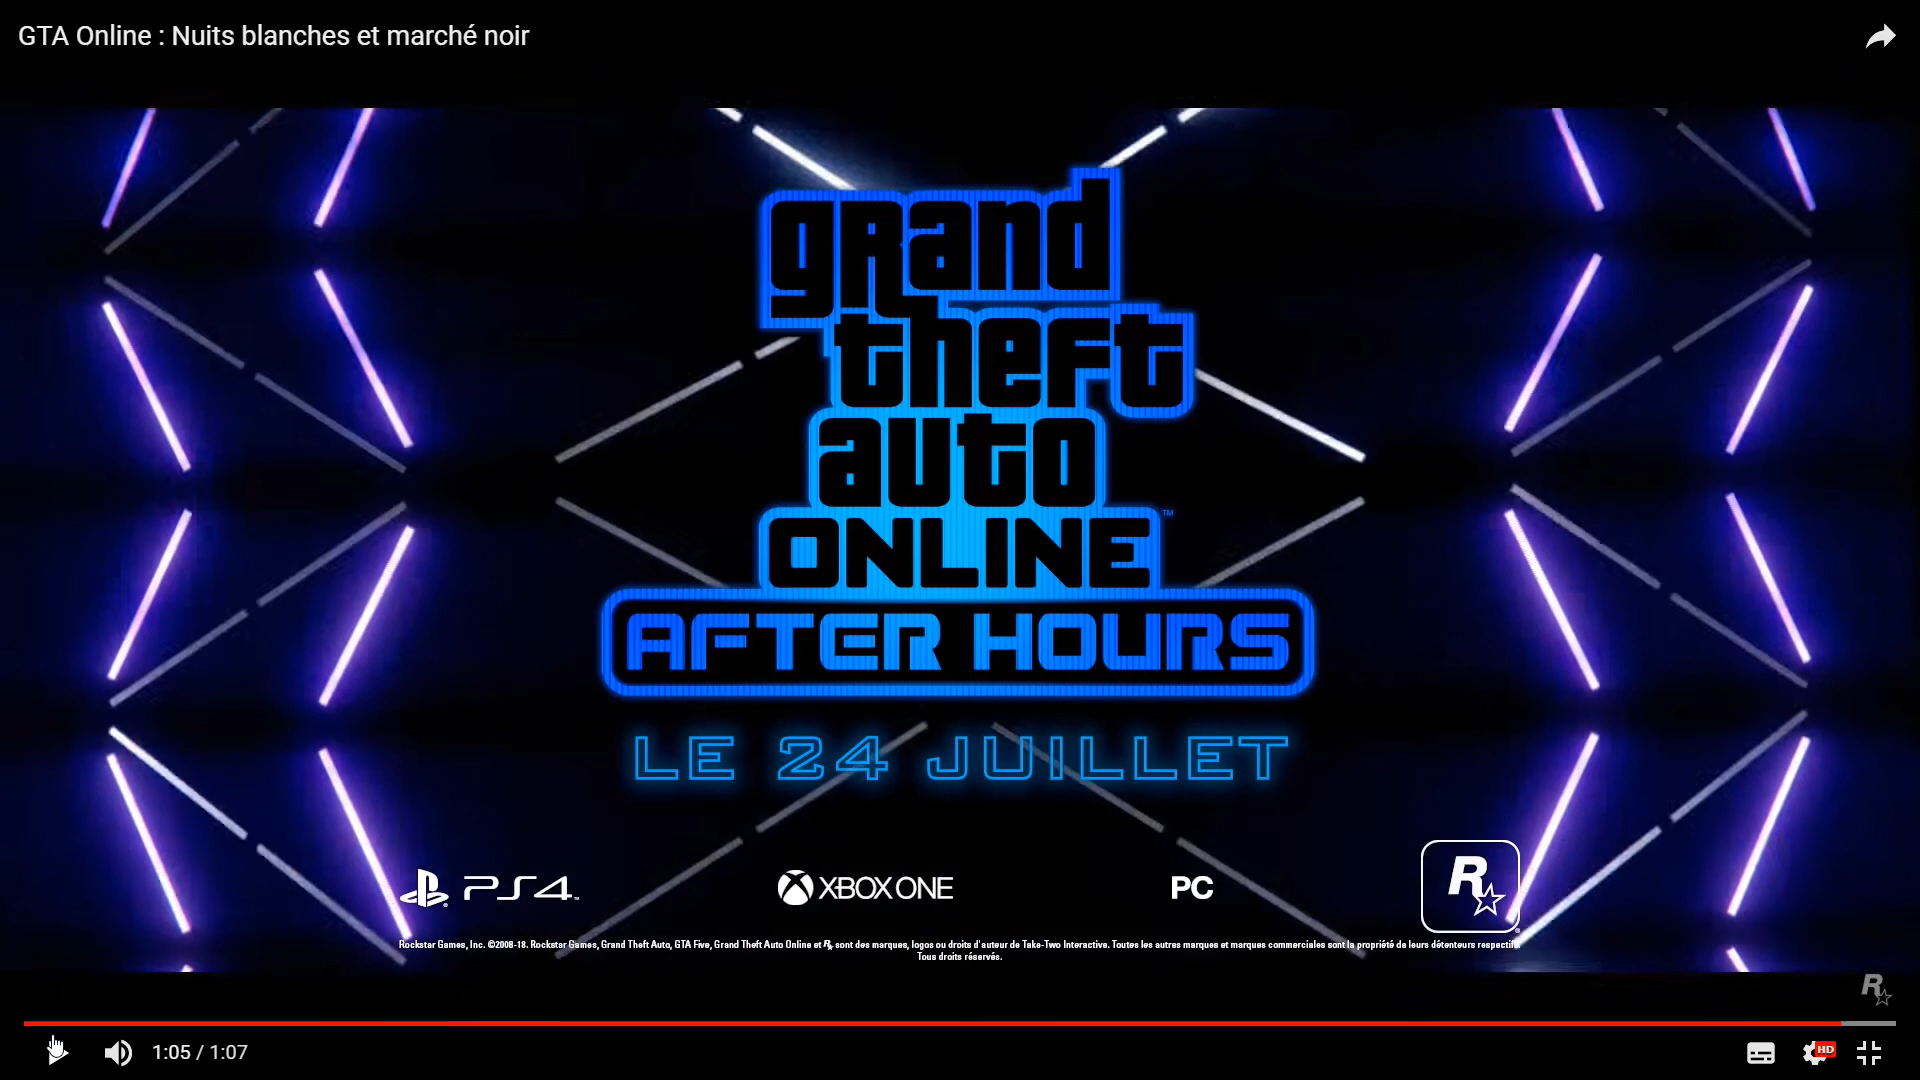 GTA Online : Nuits blanches et marché noir
grand
theft
auto
ONLINE™
AFTER HOURS
LE 24 JUILLET
PS4™
XBOX ONE
PC
R
Rockstar Games, Inc. ©2008-18. Rockstar Games, Grand Theft Auto, GTA Five, Grand Theft Auto Online et R sont des marques, logos ou droits d'auteur de Take-Two Interactive. Toutes les autres marques et marques commerciales sont la propriété de leurs détenteurs respectifs.
Tous droits réservés.
R
1:05 / 1:07
HD